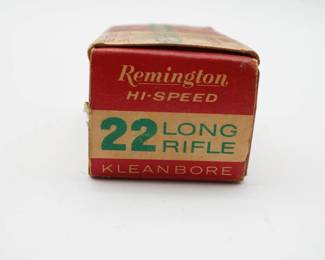 Remington
HI-SPEED
22 LONG
RIFLE
KLEANBORE